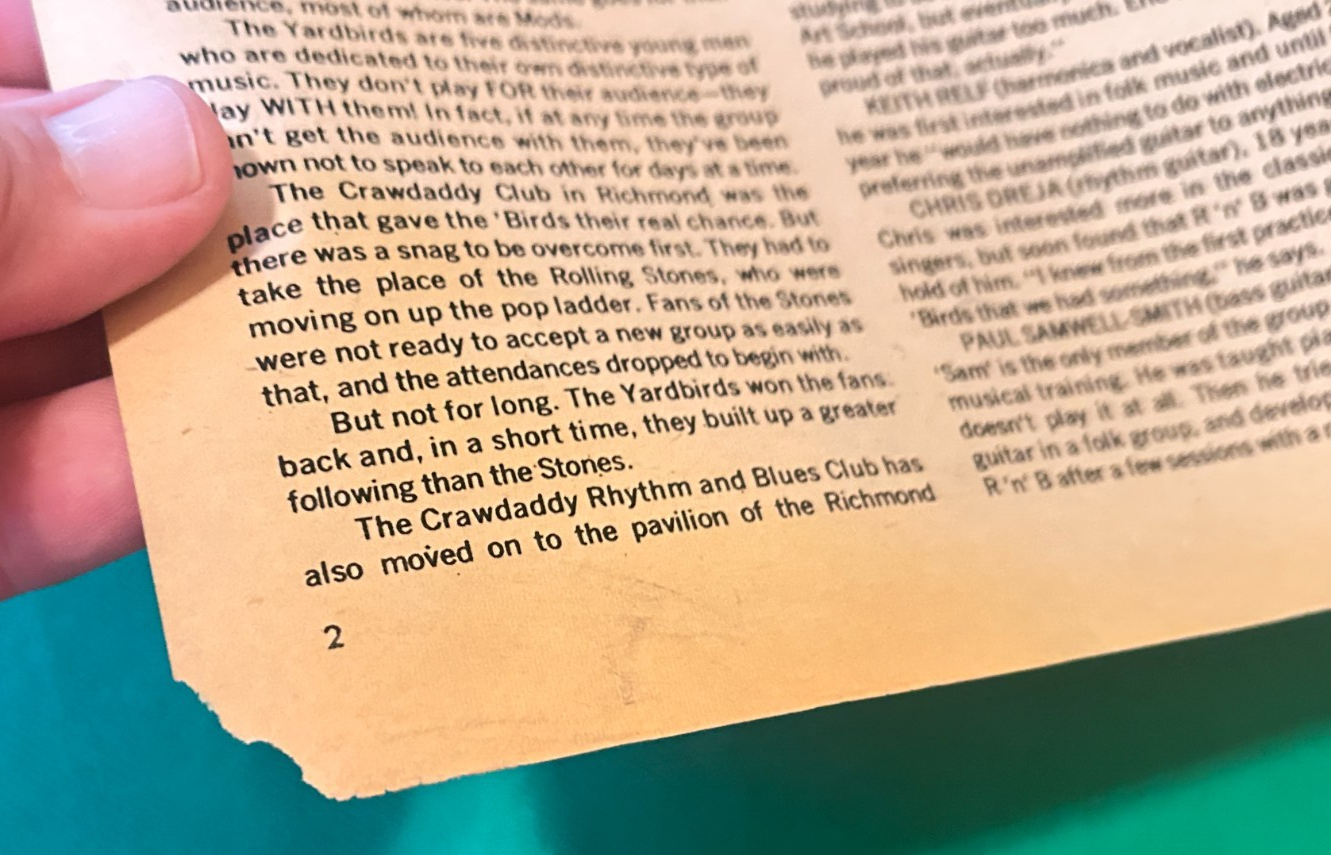 audience, most of whom are Mods.
The Yardbirds are five distinctive young men
who are dedicated to their own distinctive type of
music. They don't play FOR their audience—they
lay WITH them! In fact, if at any time the group
n't get the audience with them, they've been
own not to speak to each other for days at a time.
The Crawdaddy Club in Richmond was the
place that gave the 'Birds their real chance. But
there was a snag to be overcome first. They had to
take the place of the Rolling Stones, who were
moving on up the pop ladder. Fans of the Stones
were not ready to accept a new group as easily as
that, and the attendances dropped to begin with.
But not for long. The Yardbirds won the fans
back and, in a short time, they built up a greater
following than the Stones.
The Crawdaddy Rhythm and Blues Club has
also moved on to the pavilion of the Richmond
2
studying
Art School, but
he played his guitar too much.
proud of that, actually."
KEITH RELF (harmonica and vocalist). Aged
he was first interested in folk music and until
year he "would have nothing to do with electric
preferring the unamplified guitar to anything
CHRIS DREJA (rhythm guitar), 18
Chris was interested more in the
singers, but soon found that R 'n' B was
hold of him. "I knew from the first
'Birds that we had something," he says.
PAUL SAMWELL-SMITH (bass
'Sam' is the only member of the group
musical training. He was taught
doesn't play it at all. Then he
guitar in a folk group, and
R 'n' B after a few sessions with a